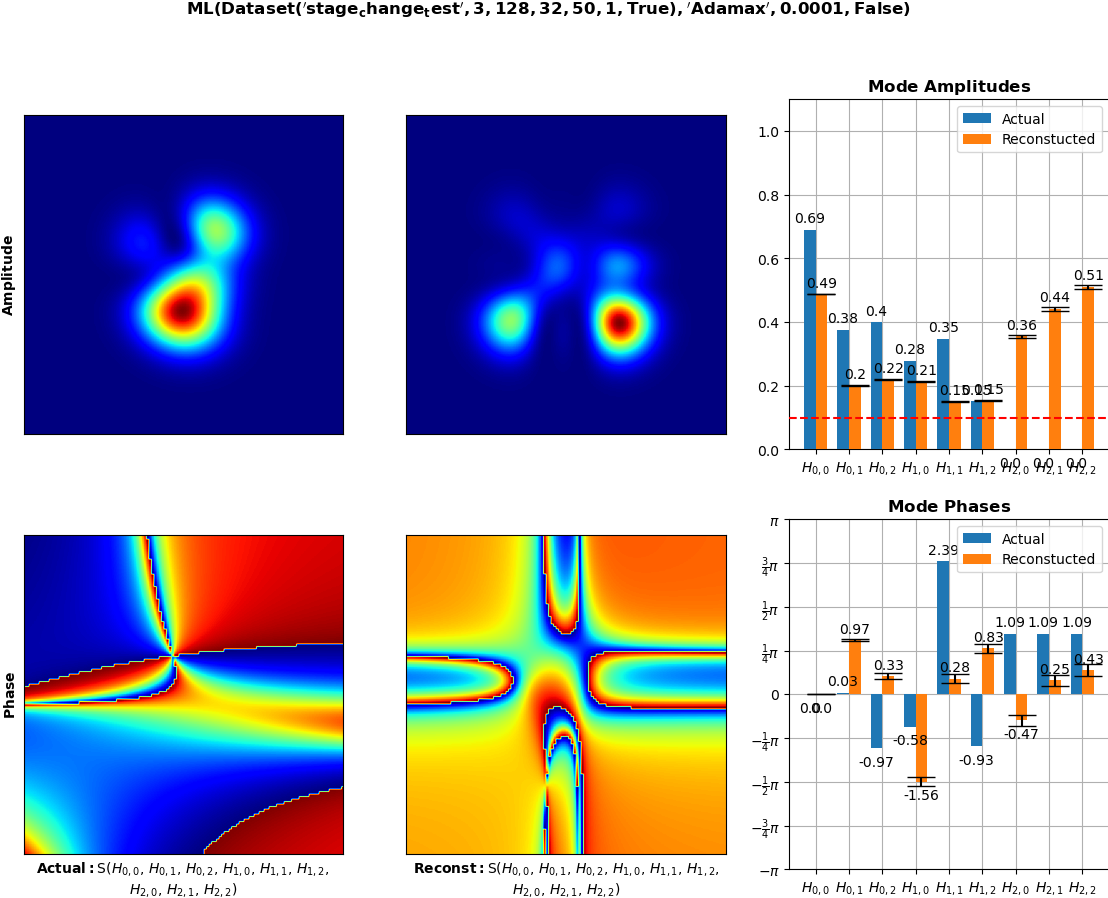 ML(Dataset('stage_change_test', 3, 128, 32, 50, 1, True), 'Adamax', 0.0001, False)
Amplitude
Mode Amplitudes
Actual
Reconstucted
1.0
0.8
0.6
0.4
0.2
0.0
0.69
0.49
0.38
0.2
0.4
0.22
0.28
0.21
0.35
0.15
0.15
0.15
0.0
0.36
0.0
0.44
0.0
0.51
H0,0 H0,1 H0,2 H1,0 H1,1 H1,2 H2,0 H2,1 H2,2
Phase
Actual: S(H0,0, H0,1, H0,2, H1,0, H1,1, H1,2,
H2,0, H2,1, H2,2)
Reconst: S(H0,0, H0,1, H0,2, H1,0, H1,1, H1,2,
H2,0, H2,1, H2,2)
Mode Phases
Actual
Reconstucted
π
3/4π
1/2π
1/4π
0
−1/4π
−1/2π
−3/4π
−π
0.0
0.0
0.03
0.97
-0.97
0.33
-0.58
-1.56
2.39
0.28
-0.93
0.83
1.09
-0.47
1.09
0.25
1.09
0.43
H0,0 H0,1 H0,2 H1,0 H1,1 H1,2 H2,0 H2,1 H2,2